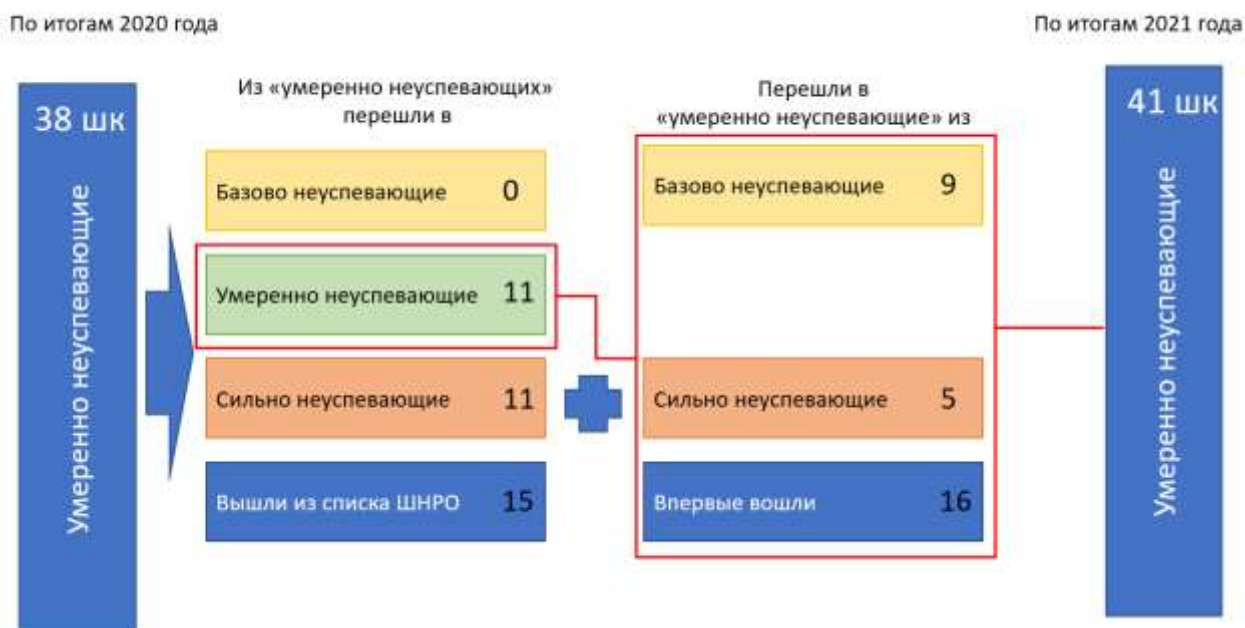 По итогам 2020 года
По итогам 2021 года
38 шк
Умеренно неуспевающие
Из «умеренно неуспевающих»
перешли в
Базово неуспевающие 0
Умеренно неуспевающие 11
Сильно неуспевающие 11
Вышли из списка ШНРО 15
Перешли в
«умеренно неуспевающие» из
Базово неуспевающие 9
Сильно неуспевающие 5
Впервые вошли 16
41 шк
Умеренно неуспевающие